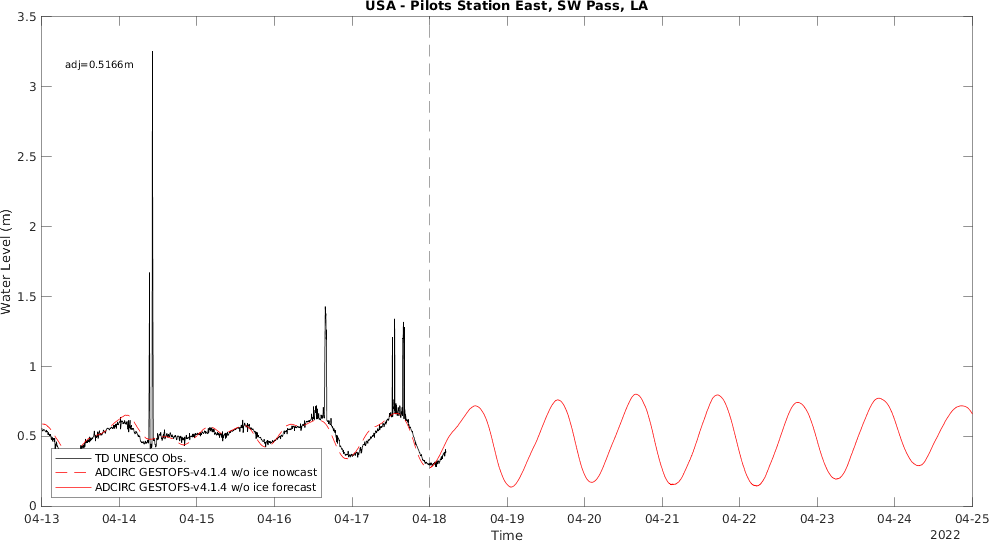 USA - Pilots Station East, SW Pass, LA
3.5
adj=0.5166m
3
2.5
2
1.5
1
0.5
0
Water Level (m)
TD UNESCO Obs.
ADCIRC GESTOFS-v4.1.4 w/o ice nowcast
ADCIRC GESTOFS-v4.1.4 w/o ice forecast
04-13 04-14 04-15 04-16 04-17 04-18 04-19 04-20 04-21 04-22 04-23 04-24 04-25
Time
2022